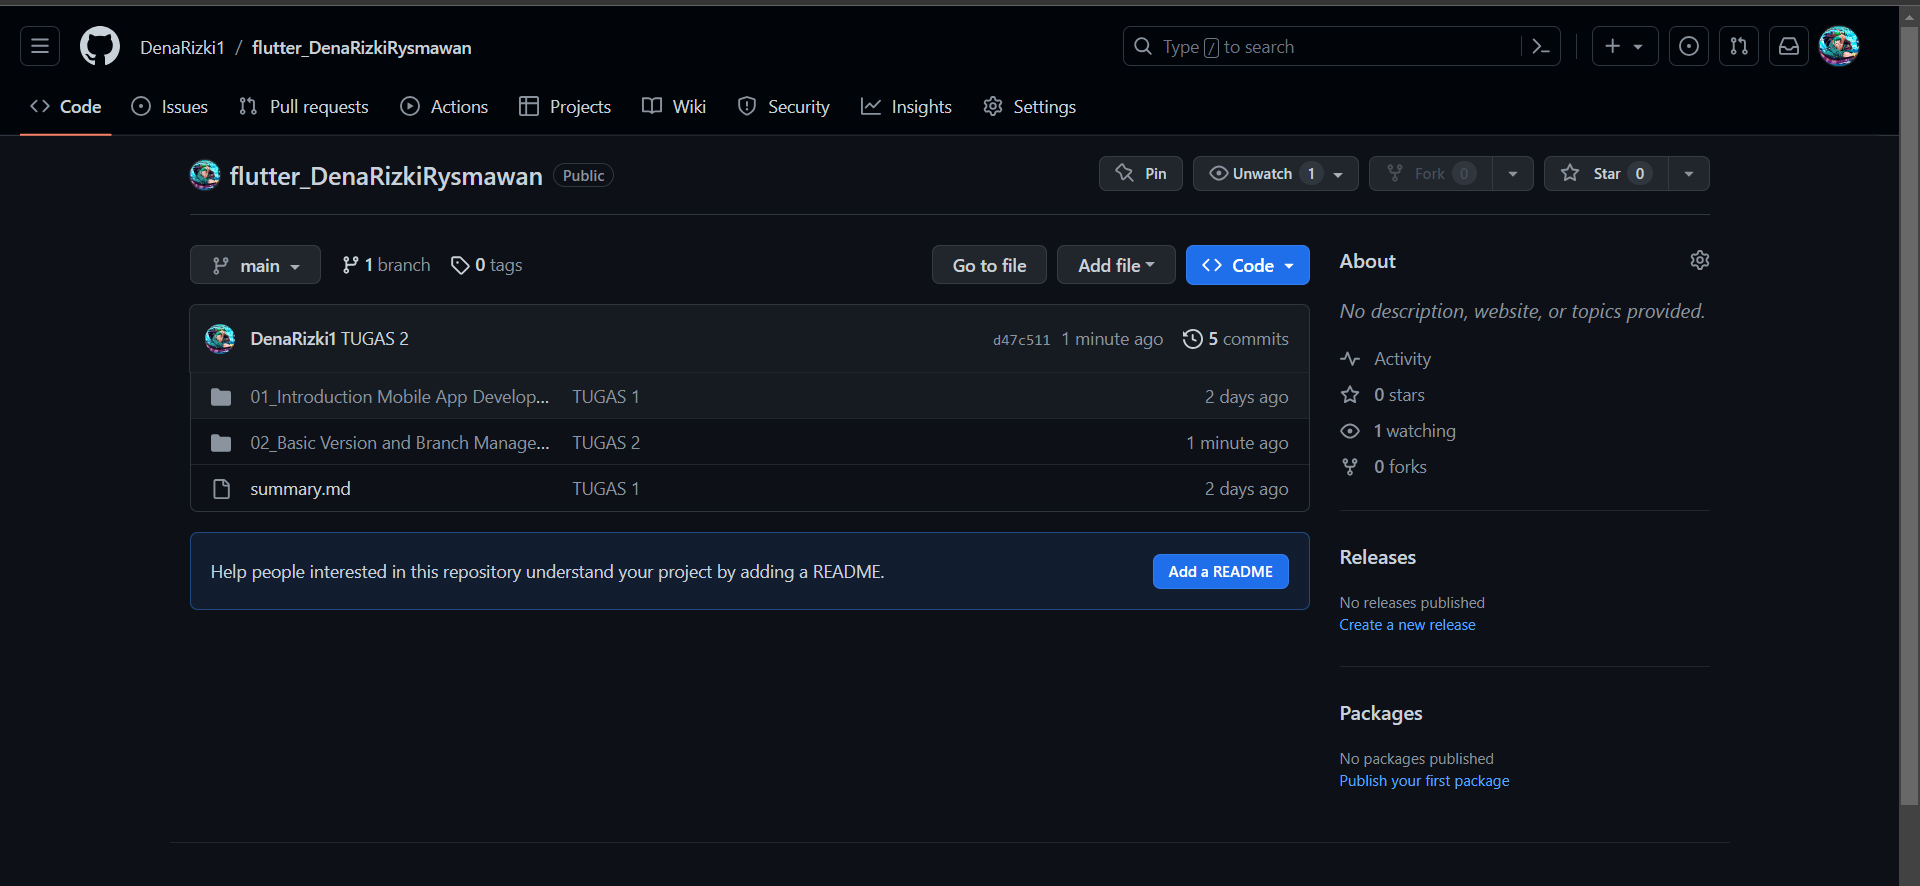 DenaRizki1 / flutter_DenaRizkiRysmawan
Type / to search
Code Issues Pull requests Actions Projects Wiki Security Insights Settings
flutter_DenaRizkiRysmawan Public
Pin Unwatch 1 Fork 0 Star 0
main 1 branch 0 tags Go to file Add file Code
DenaRizki1 TUGAS 2 d47c511 1 minute ago 5 commits
01_Introduction Mobile App Develop... TUGAS 1 2 days ago
02_Basic Version and Branch Manage... TUGAS 2 1 minute ago
summary.md TUGAS 1 2 days ago
Help people interested in this repository understand your project by adding a README. Add a README
About
No description, website, or topics provided.
Activity
0 stars
1 watching
0 forks
Releases
No releases published
Create a new release
Packages
No packages published
Publish your first package